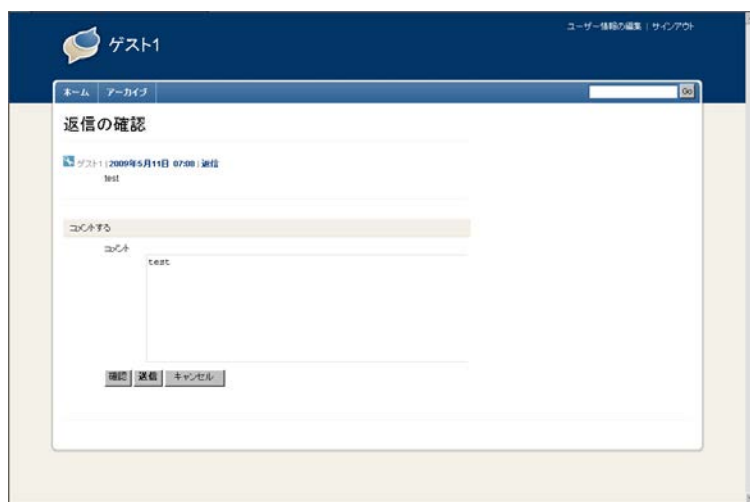 ユーザー情報の編集 | サインアウト
ゲスト1
ホーム アーカイブ
Go
返信の確認
ゲスト1 | 2009年5月11日 07:08 | 返信
test
コメントする
コメント
test
確認 送信 キャンセル